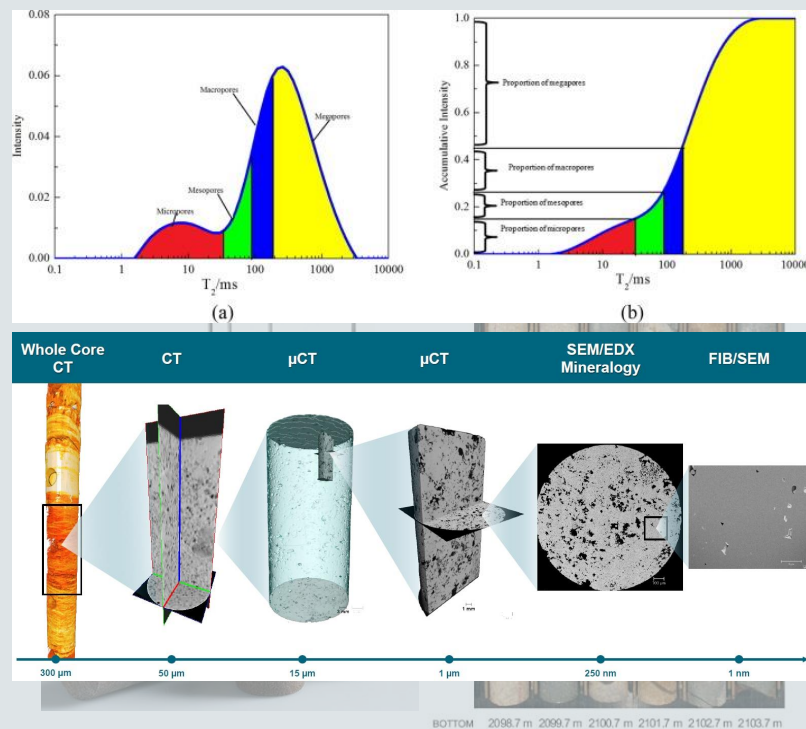 0.08
0.06
0.04
0.02
0.00
Intensity
Micropores
Mesopores
Macropores
Megapores
0.1 1 10 100 1000 10000
T2/ms
(a)
1.0
0.8
0.6
0.4
0.2
0.0
Accumulative Intensity
Proportion of megapores
Proportion of macropores
Proportion of mesopores
Proportion of micropores
0.1 1 10 100 1000 10000
T2/ms
(b)
Whole Core
CT
CT
µCT
µCT
SEM/EDX
Mineralogy
FIB/SEM
1 mm
300 µm
50 µm
15 µm
1 µm
250 nm
1 nm
BOTTOM 2098.7 m 2099.7 m 2100.7 m 2101.7 m 2102.7 m 2103.7 m